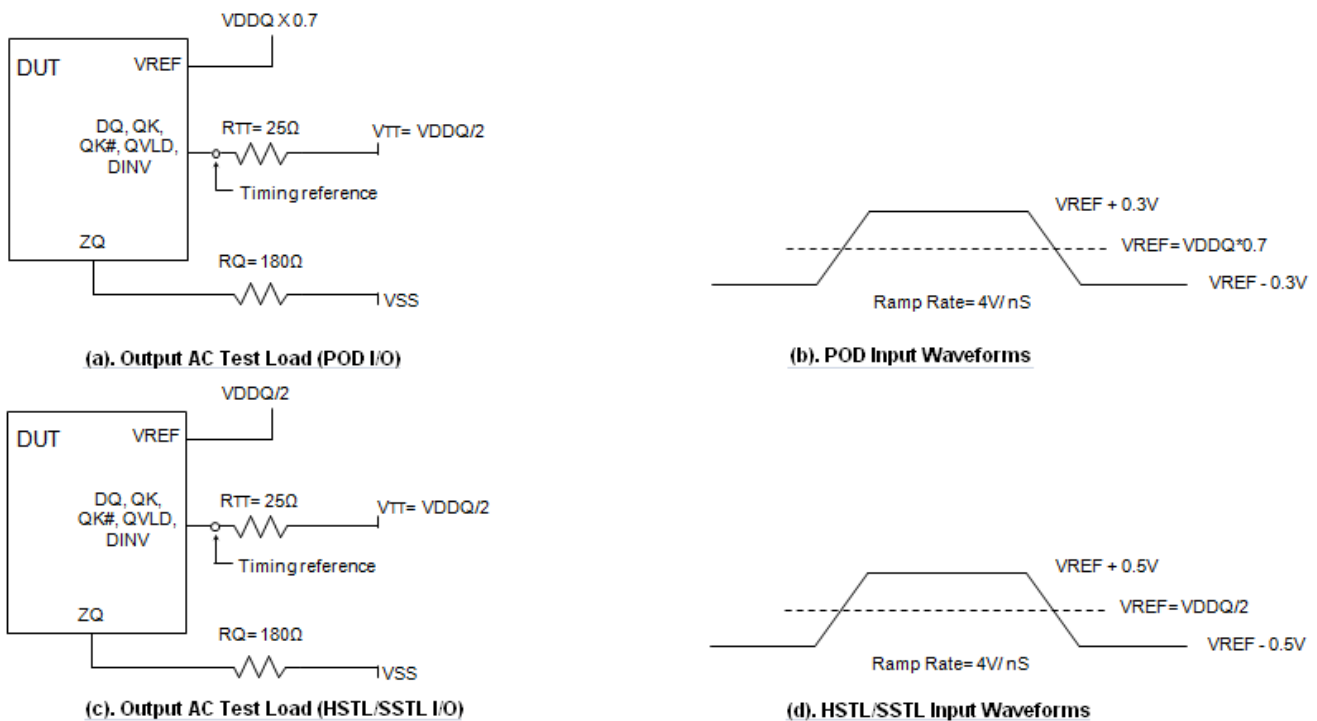 VDDQ X 0.7
DUT
VREF
DQ, QK,
QK#, QVLD,
DINV
RTT= 25Ω
VTT= VDDQ/2
Timing reference
ZQ
RQ= 180Ω
VSS
(a). Output AC Test Load (POD I/O)
VREF + 0.3V
VREF= VDDQ*0.7
VREF - 0.3V
Ramp Rate= 4V/ nS
(b). POD Input Waveforms
VDDQ/2
DUT
VREF
DQ, QK,
QK#, QVLD,
DINV
RTT= 25Ω
VTT= VDDQ/2
Timing reference
ZQ
RQ= 180Ω
VSS
(c). Output AC Test Load (HSTL/SSTL I/O)
VREF + 0.5V
VREF= VDDQ/2
VREF - 0.5V
Ramp Rate= 4V/ nS
(d). HSTL/SSTL Input Waveforms